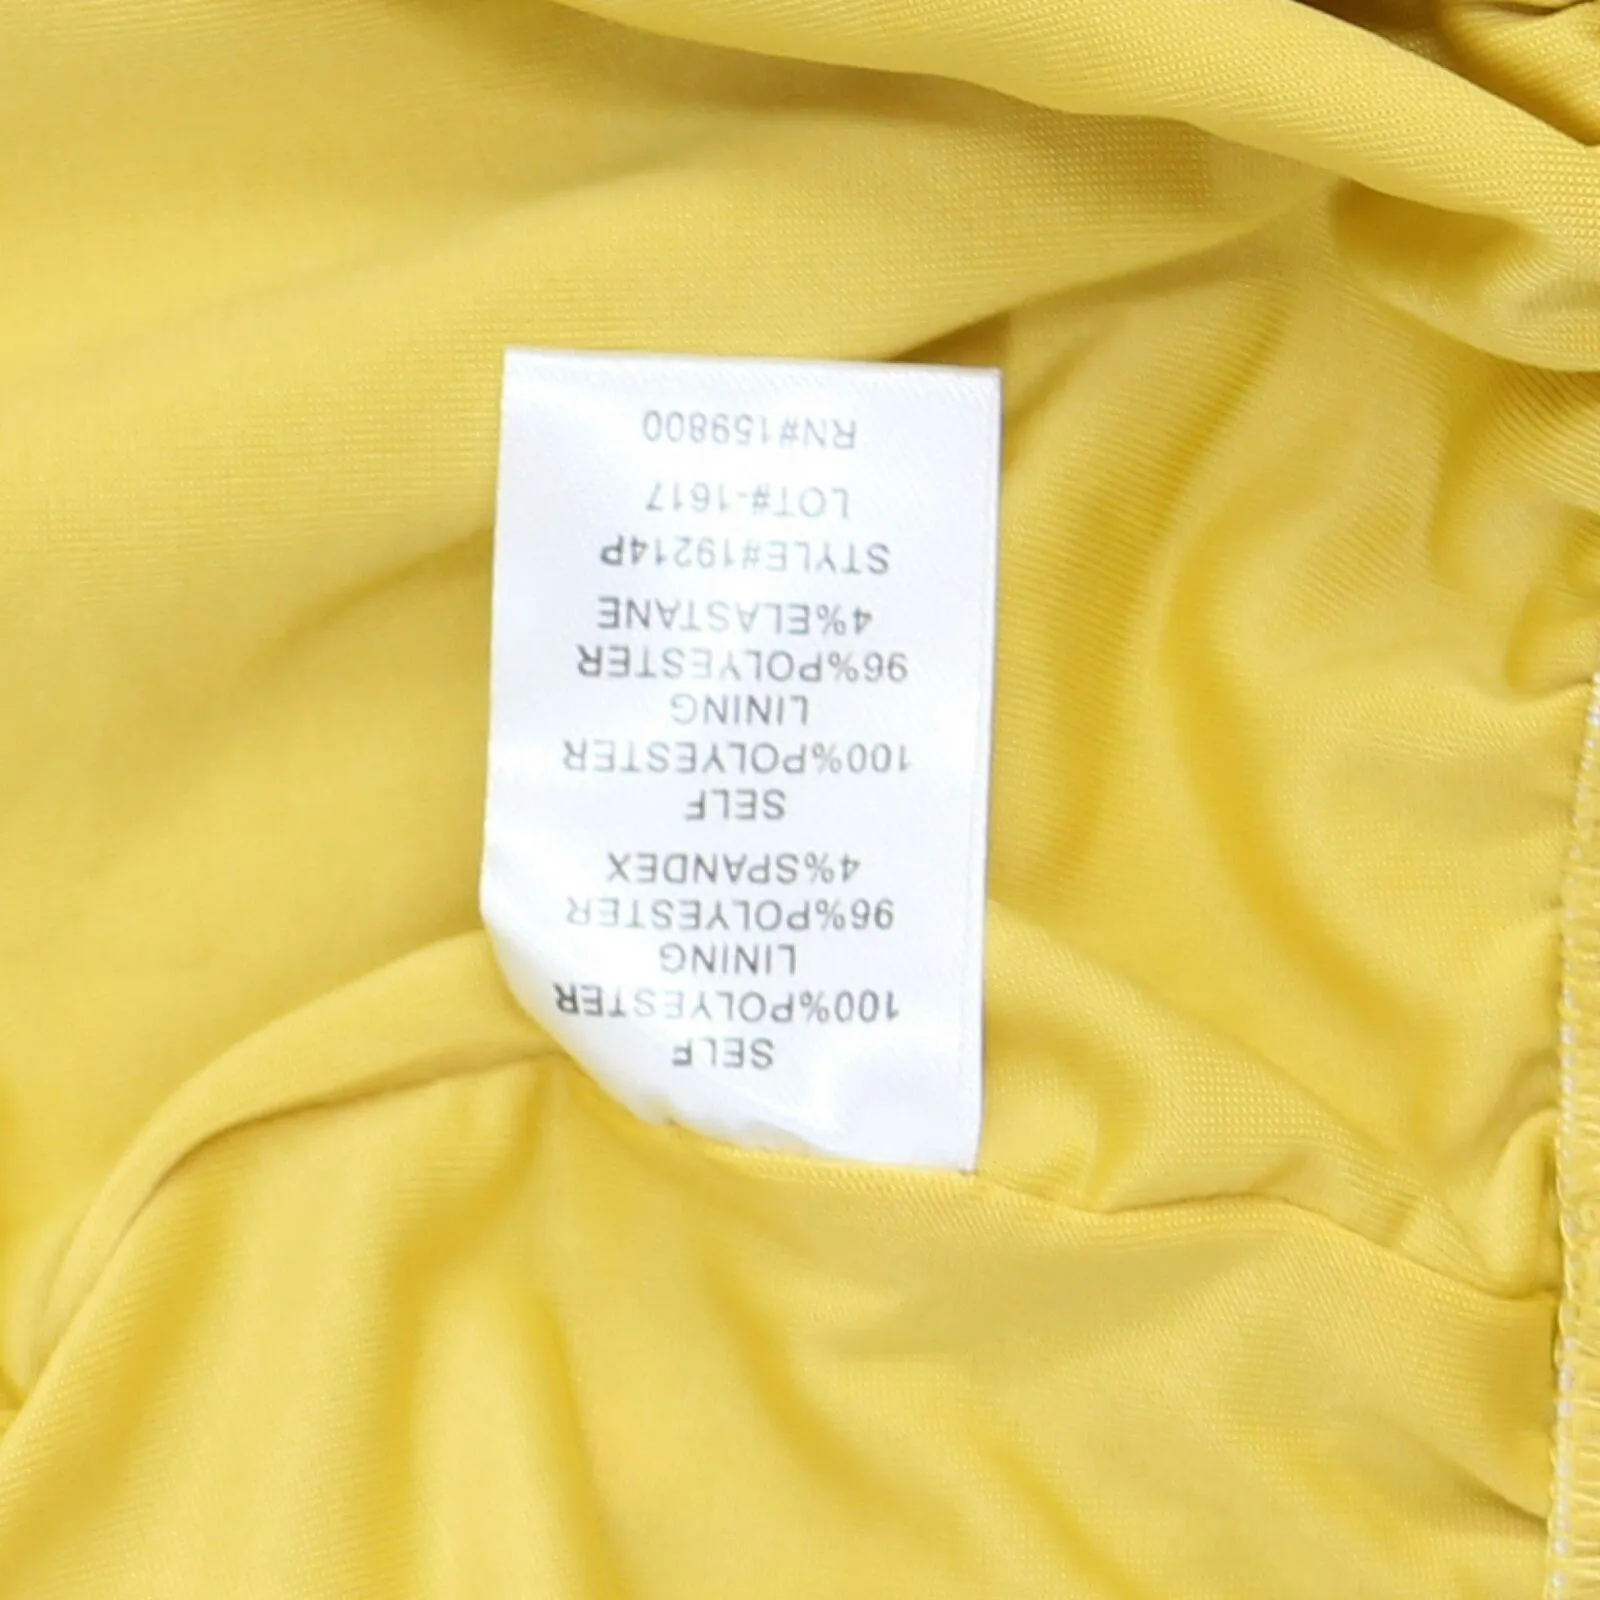 SELF
100%POLYESTER
LINING
96%POLYESTER
4%SPANDEX
SELF
100%POLYESTER
LINING
96%POLYESTER
4%ELASTANE
STYLE#19214P
LOT#-1617
RN#159800